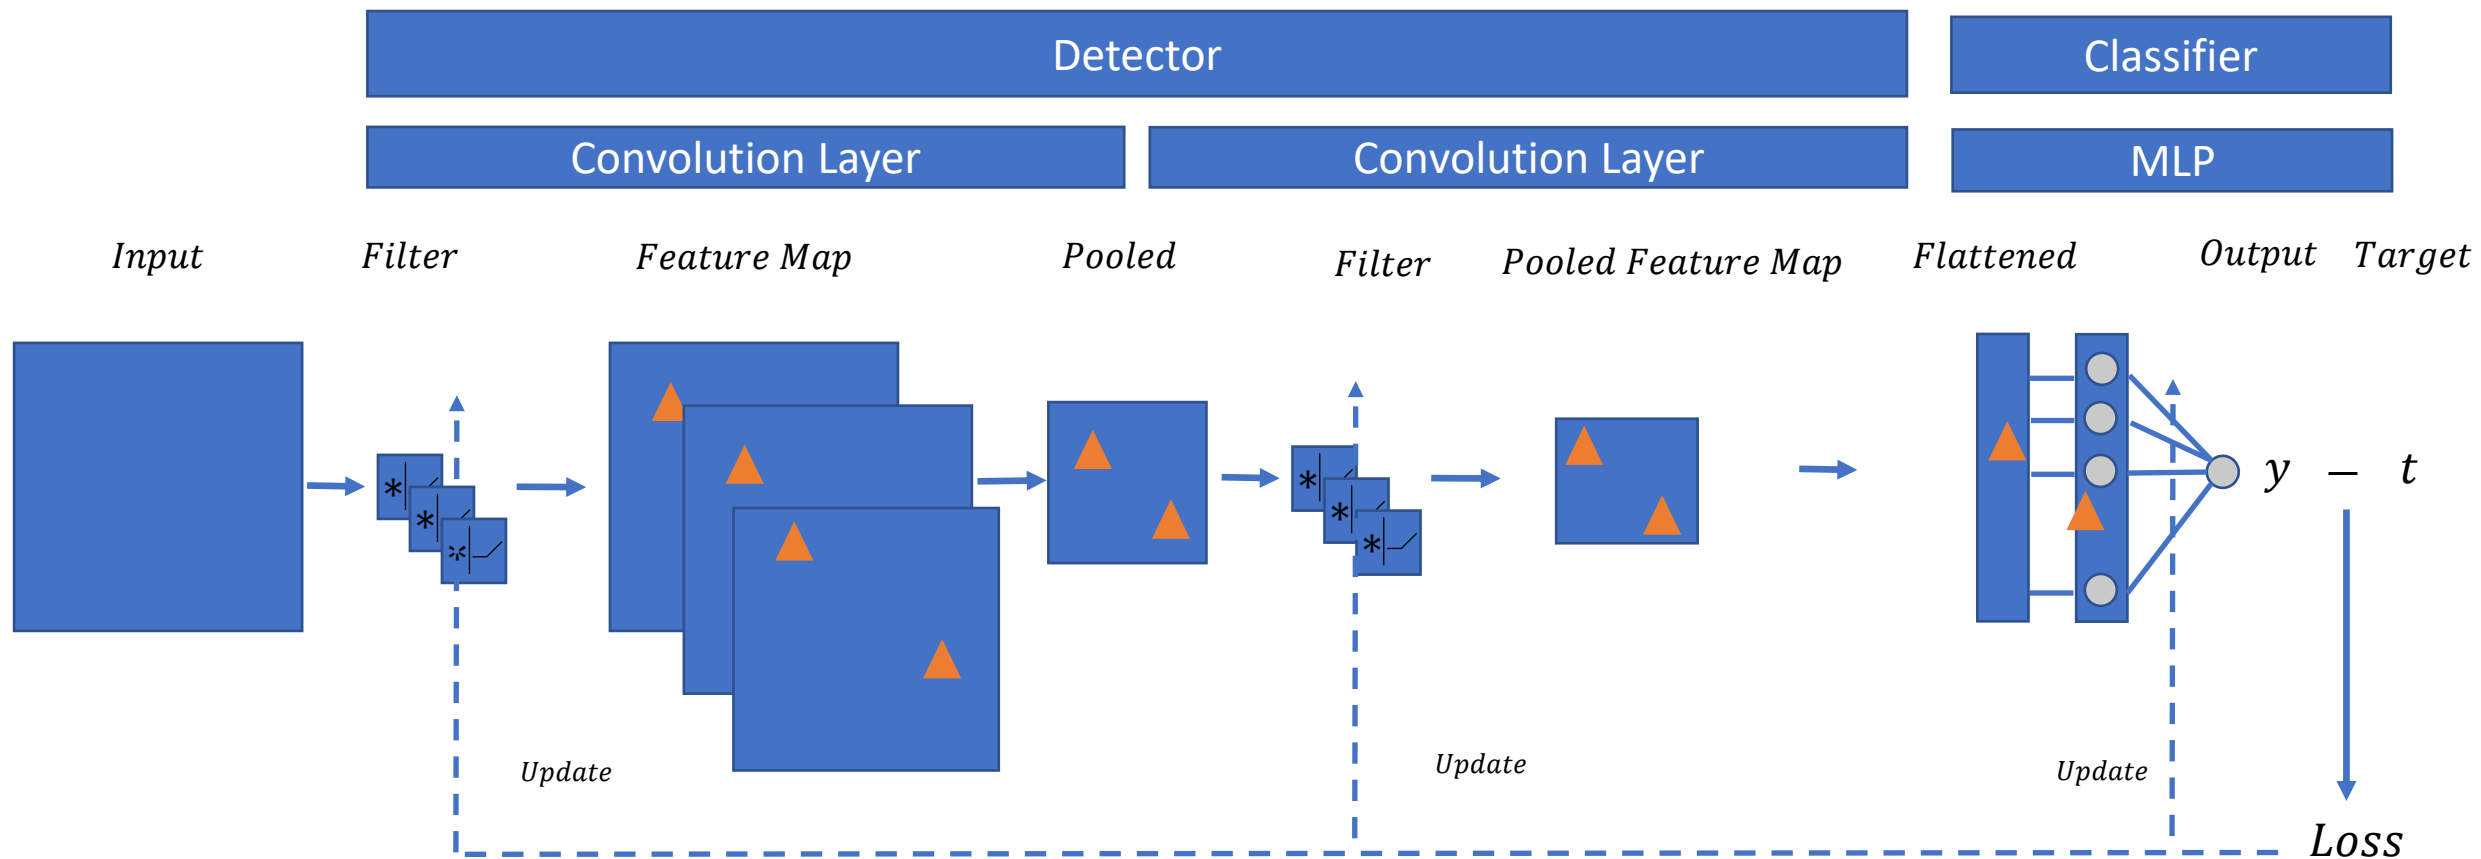 Detector
Classifier
Convolution Layer
Convolution Layer
MLP
Input
Filter
Feature Map
Pooled
Filter
Pooled Feature Map
Flattened
Output
Target
*
*
*
*
*
*
y − t
Update
Update
Update
Loss